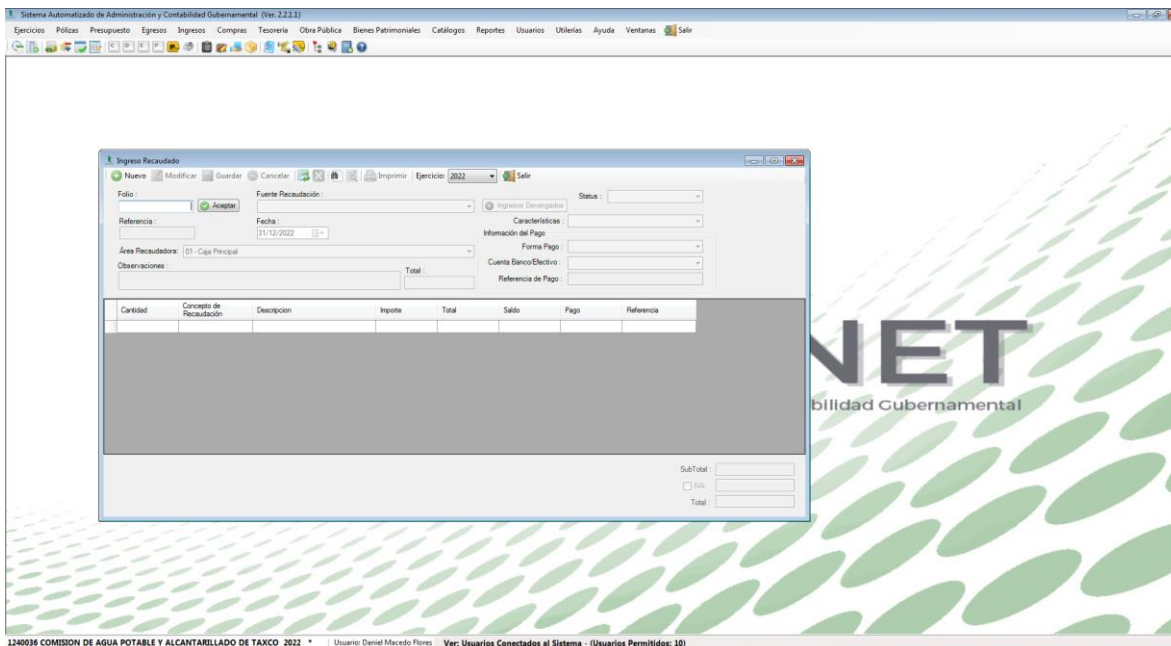 Sistema Automatizado de Administración y Contabilidad Gubernamental (Ver. 2.2.1.1)
Ejercicios Pólizas Presupuesto Egresos Ingresos Compras Tesorería Obra Pública Bienes Patrimoniales Catálogos Reportes Usuarios Utilerías Ayuda Ventanas Salir
Ingreso Recaudado
Nuevo Modificar Guardar Cancelar Imprimir Ejercicio: 2022 Salir
Folio : Fuente Recaudación : Status :
Aceptar Ingresos Devengados
Referencia : Fecha : Características :
31/12/2022 Información del Pago
Forma Pago :
Área Recaudadora: 01 - Caja Principal
Cuenta Banco/Efectivo :
Observaciones : Total :
Referencia de Pago :
Cantidad Concepto de Recaudación Descripcion Importe Total Saldo Pago Referencia
NET
bilidad Gubernamental
SubTotal :
IVA:
Total :
1240036 COMISION DE AGUA POTABLE Y ALCANTARILLADO DE TAXCO 2022 * Usuario: Daniel Macedo Flores Ver: Usuarios Conectados al Sistema - (Usuarios Permitidos: 10)